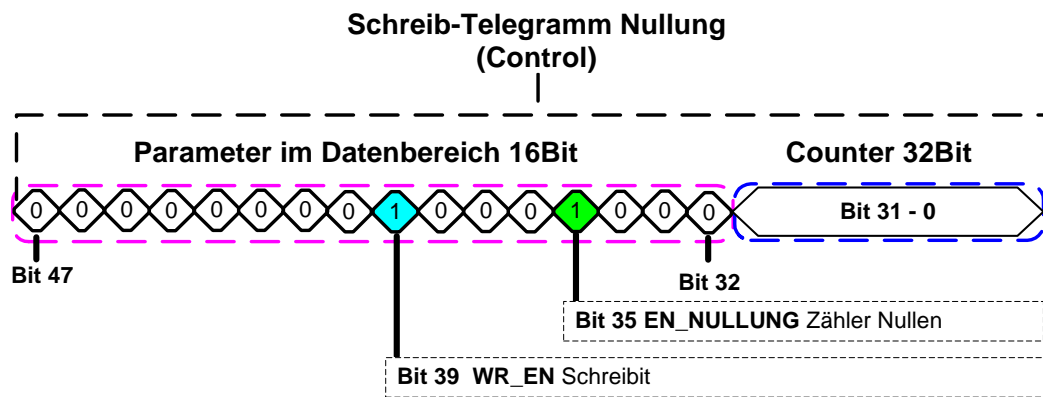 Schreib-Telegramm Nullung
(Control)
Parameter im Datenbereich 16Bit Counter 32Bit
0 0 0 0 0 0 0 0 1 0 0 0 1 0 0 0 Bit 31 - 0
Bit 47 Bit 32
Bit 35 EN_NULLUNG Zähler Nullen
Bit 39 WR_EN Schreibit